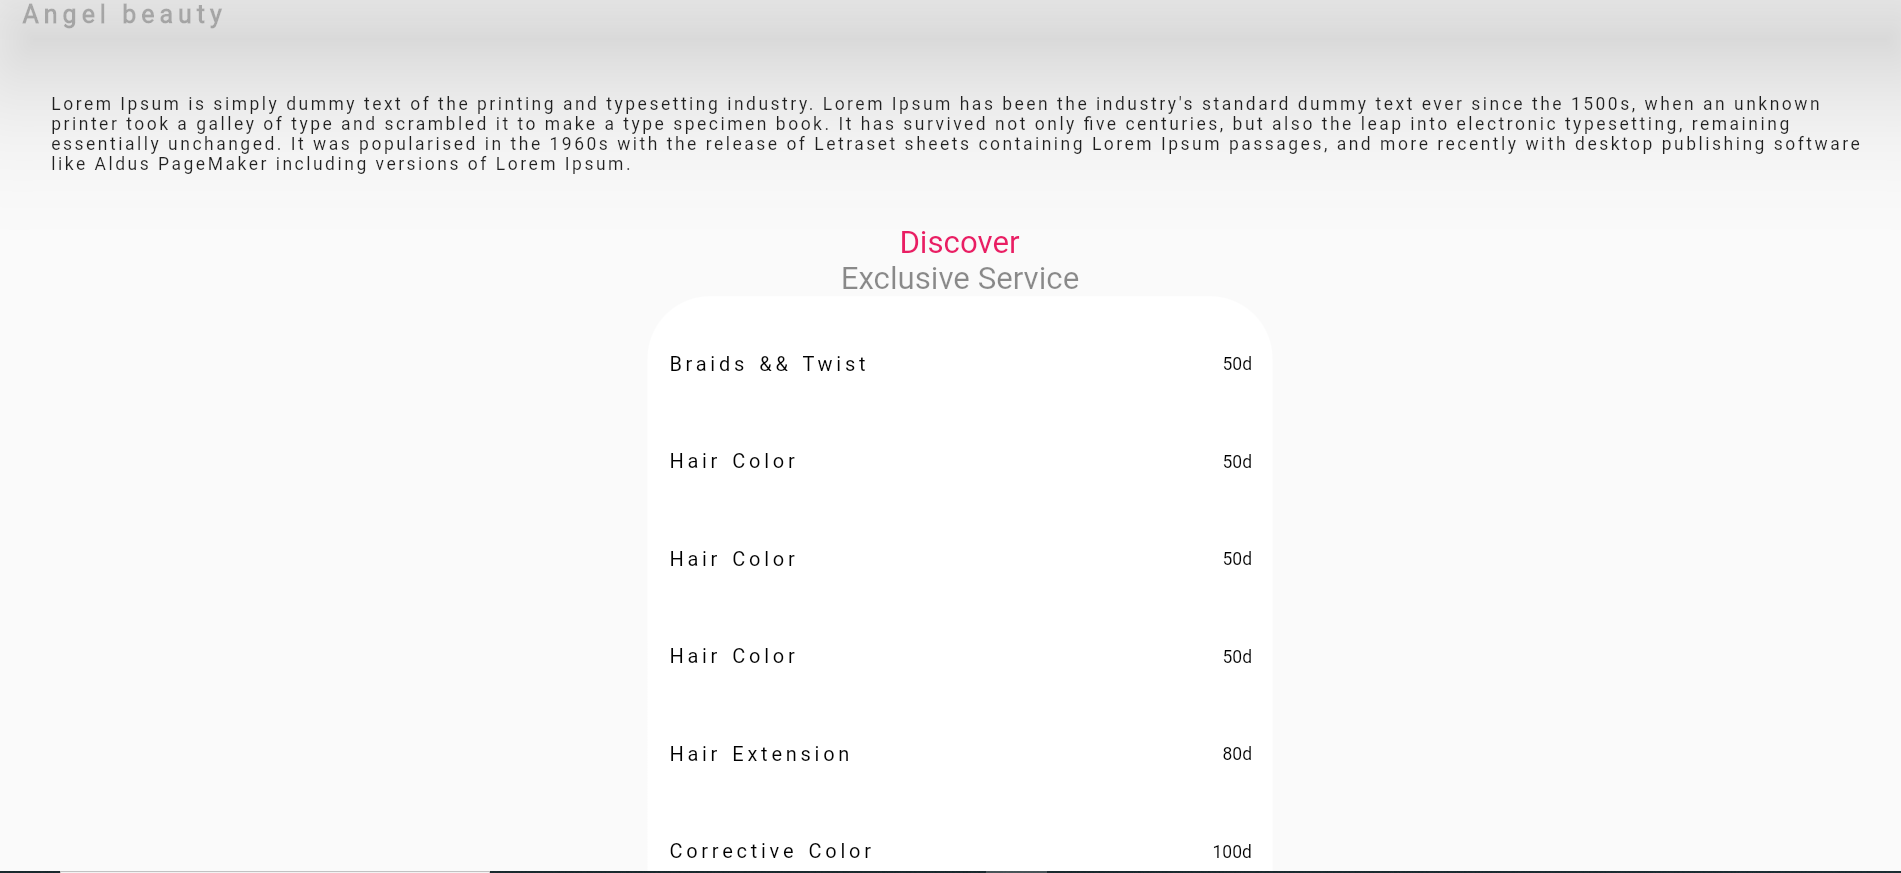 Angel beauty
Lorem Ipsum is simply dummy text of the printing and typesetting industry. Lorem Ipsum has been the industry's standard dummy text ever since the 1500s, when an unknown
printer took a galley of type and scrambled it to make a type specimen book. It has survived not only five centuries, but also the leap into electronic typesetting, remaining
essentially unchanged. It was popularised in the 1960s with the release of Letraset sheets containing Lorem Ipsum passages, and more recently with desktop publishing software
like Aldus PageMaker including versions of Lorem Ipsum.
Discover
Exclusive Service
Braids && Twist 50d
Hair Color 50d
Hair Color 50d
Hair Color 50d
Hair Extension 80d
Corrective Color 100d